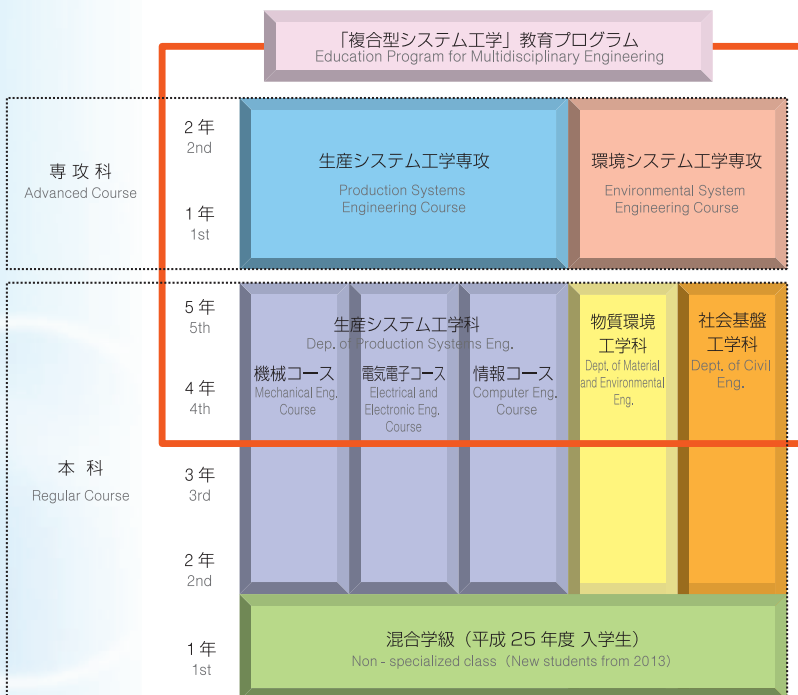 「複合型システム工学」教育プログラム
Education Program for Multidisciplinary Engineering
専攻科
Advanced Course
2年
2nd
1年
1st
生産システム工学専攻
Production Systems
Engineering Course
環境システム工学専攻
Environmental System
Engineering Course
本科
Regular Course
5年
5th
4年
4th
3年
3rd
2年
2nd
1年
1st
生産システム工学科
Dep. of Production Systems Eng.
機械コース
Mechanical Eng.
Course
電気電子コース
Electrical and
Electronic Eng.
Course
情報コース
Computer Eng.
Course
物質環境
工学科
Dept. of Material
and Environmental
Eng.
社会基盤
工学科
Dept. of Civil
Eng.
混合学級（平成 25 年度 入学生）
Non - specialized class（New students from 2013）